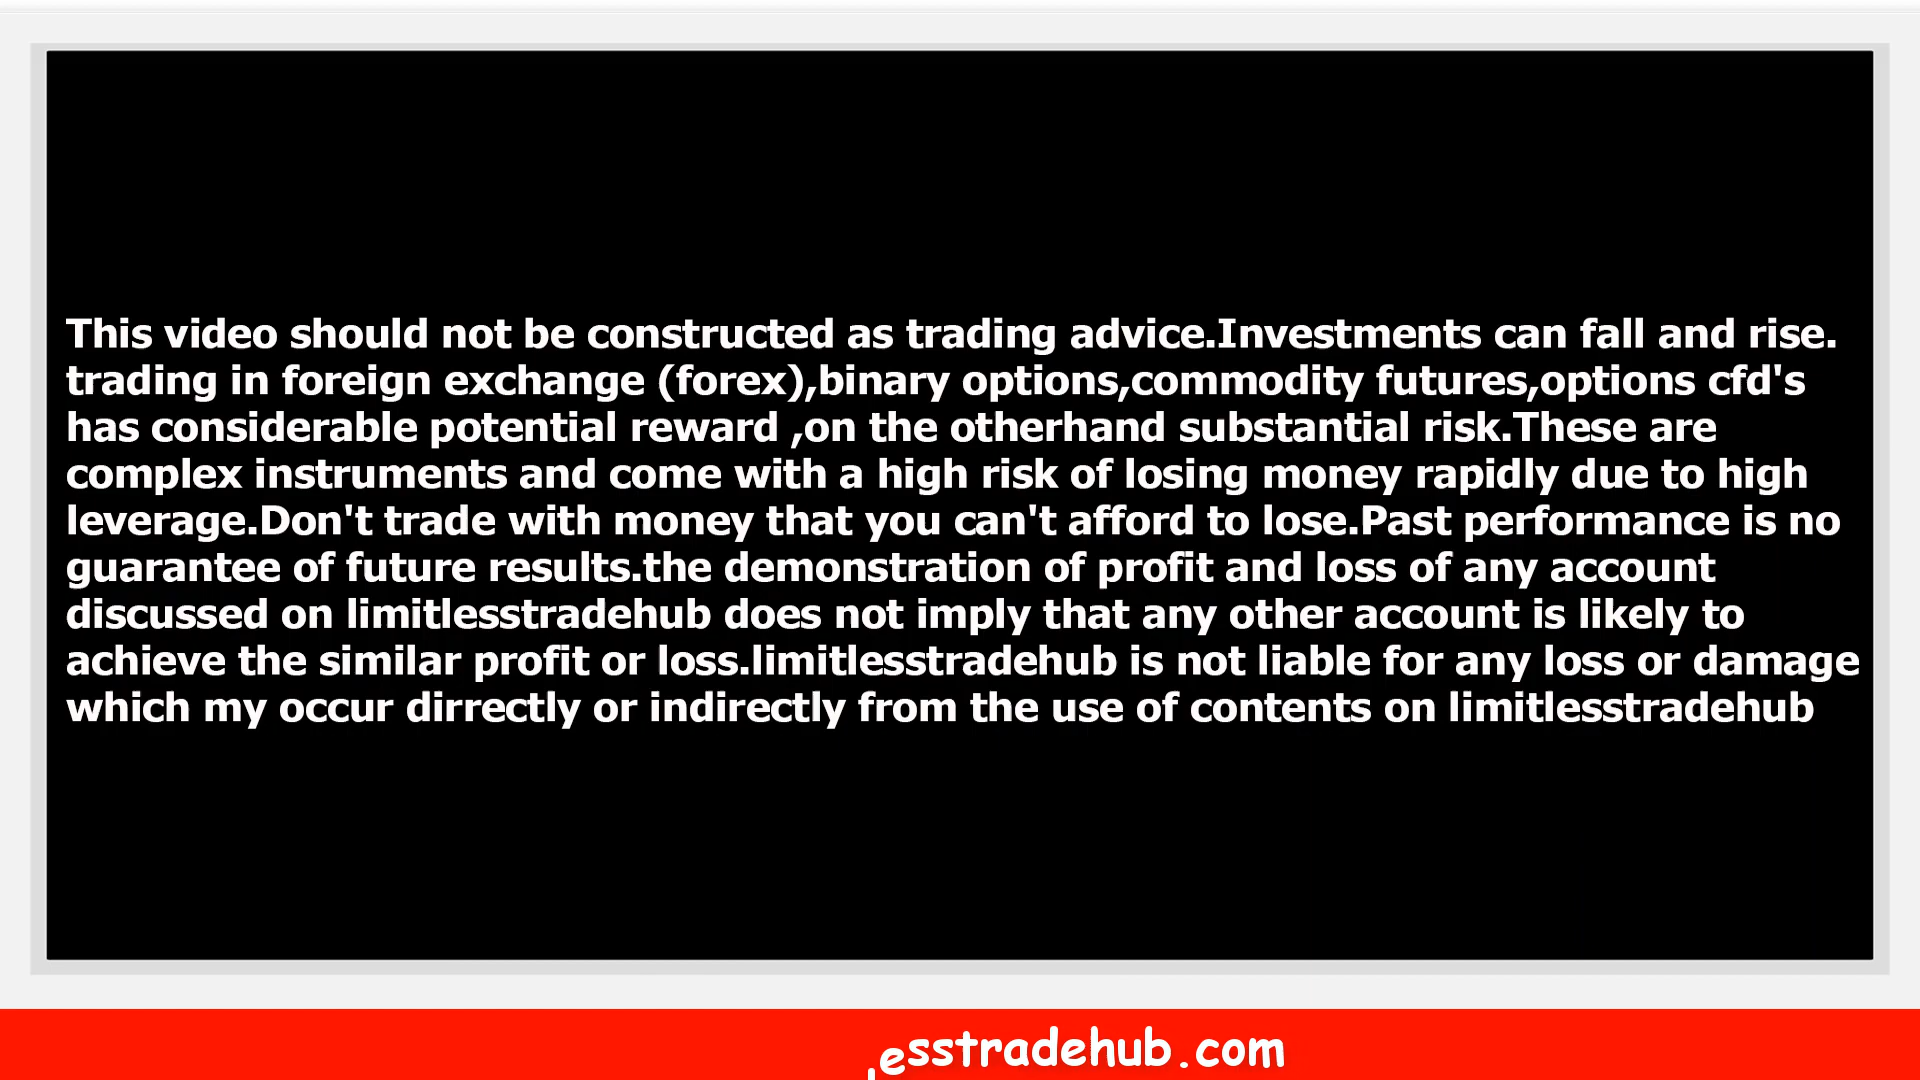 This video should not be constructed as trading advice.Investments can fall and rise.
trading in foreign exchange (forex),binary options,commodity futures,options cfd's
has considerable potential reward ,on the otherhand substantial risk.These are
complex instruments and come with a high risk of losing money rapidly due to high
leverage.Don't trade with money that you can't afford to lose.Past performance is no
guarantee of future results.the demonstration of profit and loss of any account
discussed on limitlesstradehub does not imply that any other account is likely to
achieve the similar profit or loss.limitlesstradehub is not liable for any loss or damage
which my occur dirrectly or indirectly from the use of contents on limitlesstradehub
esstradehub.com